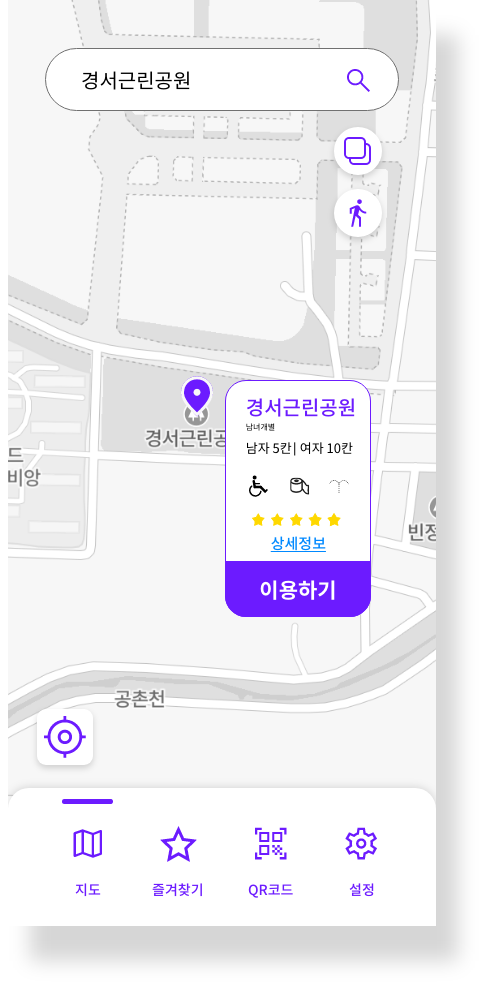 경서근린공원
경서근린공원
남녀개별
남자 5칸| 여자 10칸
상세정보
이용하기
경서근린공
드
비앙
빈정
공촌천
지도
즐겨찾기
QR코드
설정